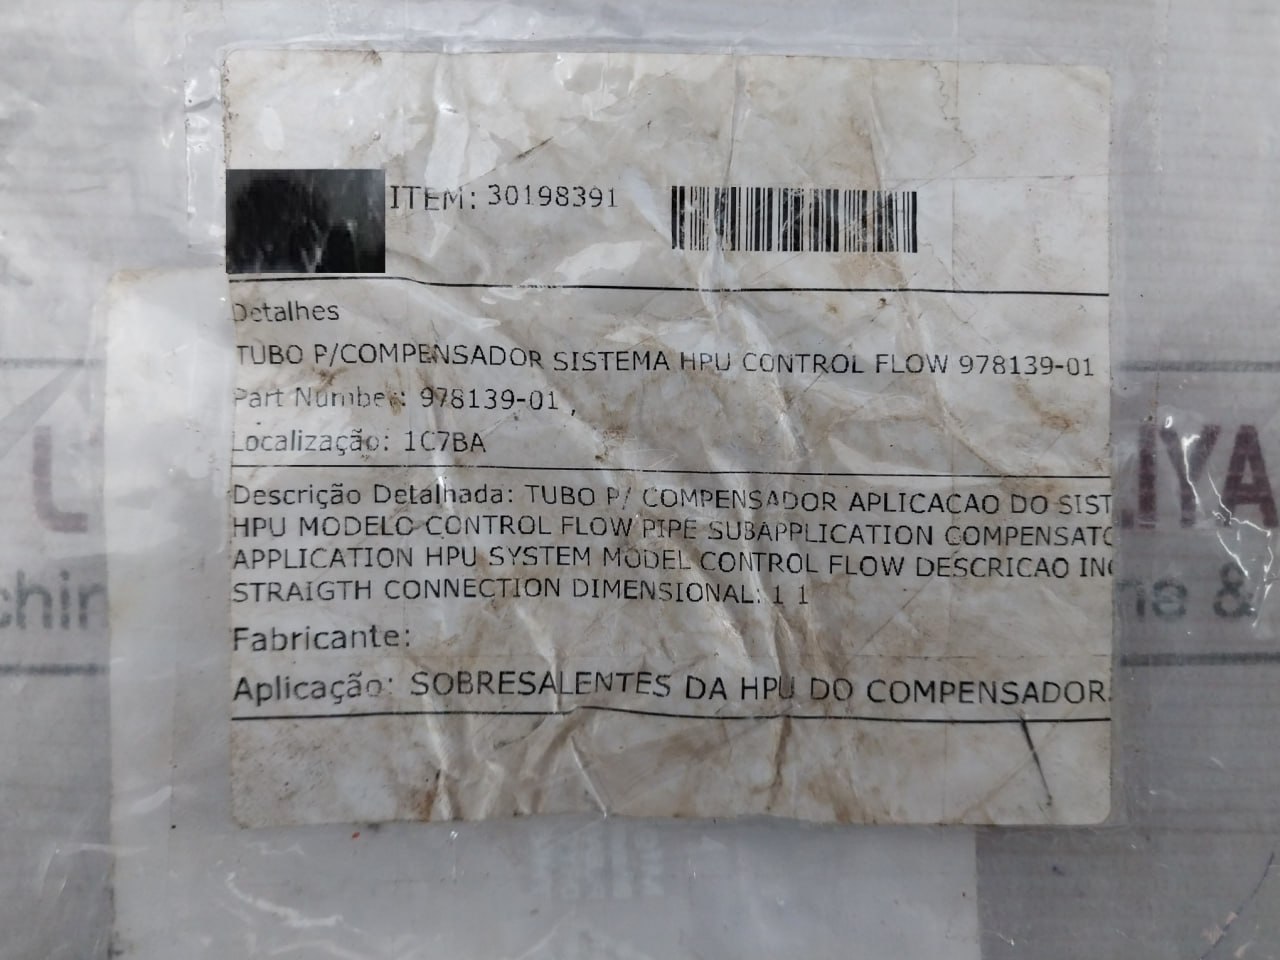 ITEM: 30198391
Detalhes
TUBO P/COMPENSADOR SISTEMA HPU CONTROL FLOW 978139-01
Part Number: 978139-01 ,
Localização: 1C7BA
Descrição Detalhada: TUBO P/ COMPENSADOR APLICACAO DO SIST
HPU MODELO CONTROL FLOW PIPE SUBAPPLICATION COMPENSATO
APPLICATION HPU SYSTEM MODEL CONTROL FLOW DESCRICAO ING
STRAIGTH CONNECTION DIMENSIONAL: 1 1
Fabricante:
Aplicação: SOBRESALENTES DA HPU DO COMPENSADOR.